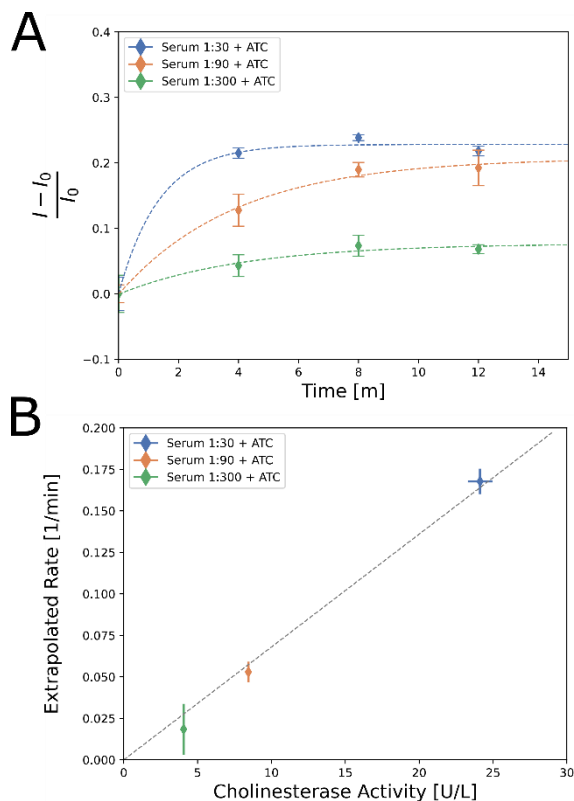 A
0.4
0.3
0.2
0.1
0.0
−0.1
I − I0
I0
Serum 1:30 + ATC
Serum 1:90 + ATC
Serum 1:300 + ATC
0 2 4 6 8 10 12 14
Time [m]
B
0.200
0.175
0.150
0.125
0.100
0.075
0.050
0.025
0.000
Extrapolated Rate [1/min]
Serum 1:30 + ATC
Serum 1:90 + ATC
Serum 1:300 + ATC
0 5 10 15 20 25 30
Cholinesterase Activity [U/L]